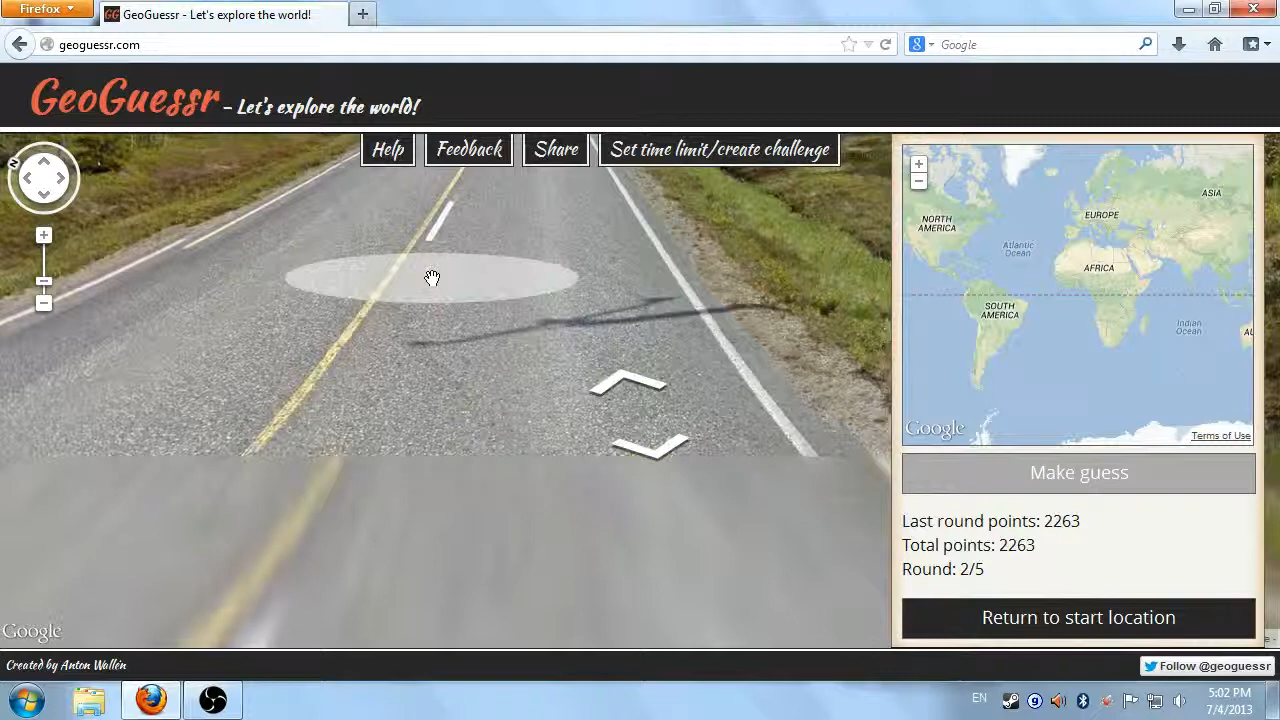 Firefox
GeoGuessr - Let's explore the world!
geoguessr.com
Google
GeoGuessr - Let's explore the world!
Help
Feedback
Share
Set time limit/create challenge
N
NORTH AMERICA
EUROPE
ASIA
Atlantic Ocean
AFRICA
SOUTH AMERICA
Indian Ocean
AU
Google
Terms of Use
Make guess
Last round points: 2263
Total points: 2263
Round: 2/5
Return to start location
Google
Created by Anton Wallén
Follow @geoguessr
EN
5:02 PM
7/4/2013